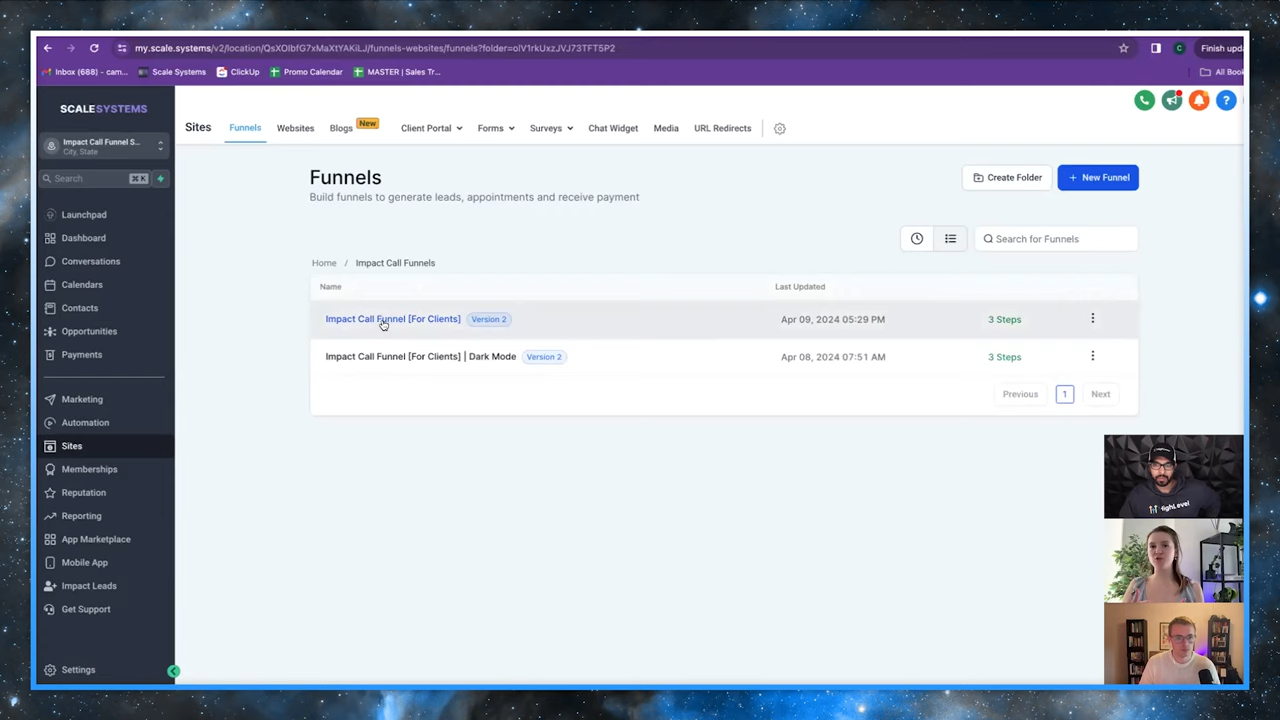 my.scale.systems/v2/location/QsXOIbfG7xMaXtYAKiLJ/funnels-websites/funnels?folder=olV1rkUxzJVJ73TFT5P2
Finish upda
Inbox (688) - cam...
Scale Systems
ClickUp
Promo Calendar
MASTER | Sales Tr...
All Book
SCALESYSTEMS
Impact Call Funnel S...
City, State
Search
⌘K
Launchpad
Dashboard
Conversations
Calendars
Contacts
Opportunities
Payments
Marketing
Automation
Sites
Memberships
Reputation
Reporting
App Marketplace
Mobile App
Impact Leads
Get Support
Settings
Sites
Funnels
Websites
Blogs
New
Client Portal
Forms
Surveys
Chat Widget
Media
URL Redirects
Funnels
Build funnels to generate leads, appointments and receive payment
Create Folder
+ New Funnel
Search for Funnels
Home / Impact Call Funnels
Name
Last Updated
Impact Call Funnel [For Clients]
Version 2
Apr 09, 2024 05:29 PM
3 Steps
Impact Call Funnel [For Clients] | Dark Mode
Version 2
Apr 08, 2024 07:51 AM
3 Steps
Previous
1
Next
HighLevel